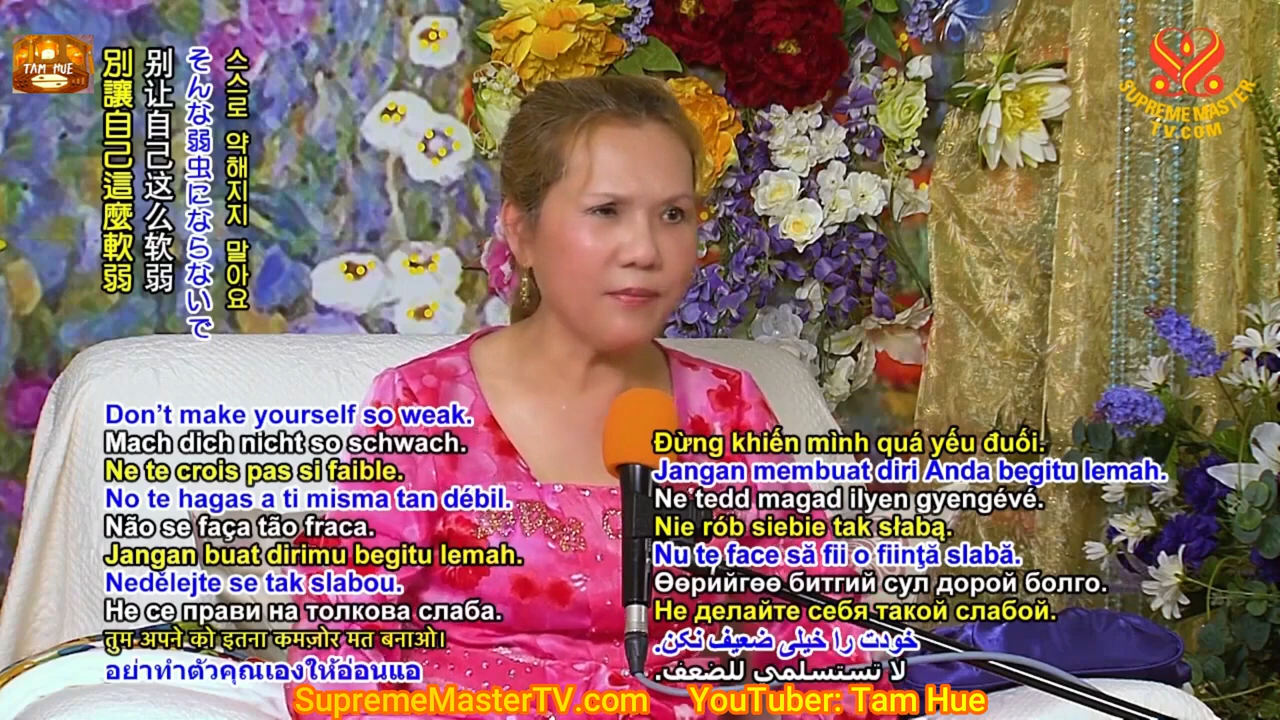 TAM HUE
別讓自己這麼軟弱
别让自己这么软弱
そんな弱虫にならないで
스스로 약해지지 말아요
SUPREME MASTER
TV.COM
Don't make yourself so weak.
Mach dich nicht so schwach.
Ne te crois pas si faible.
No te hagas a ti misma tan débil.
Não se faça tão fraca.
Jangan buat dirimu begitu lemah.
Nedělejte se tak slabou.
Не се прави на толкова слаба.
तुम अपने को इतना कमज़ोर मत बनाओ।
อย่าทำตัวคุณเองให้อ่อนแอ
Đừng khiến mình quá yếu đuối.
Jangan membuat diri Anda begitu lemah.
Ne tedd magad ilyen gyengévé.
Nie rób siebie tak słabą.
Nu te face să fii o fiinţă slabă.
Өөрийгөө битгий сул дорой болго.
Не делайте себя такой слабой.
خودت را خیلی ضعیف نکن.
لا تستسلمي للضعف.
SupremeMasterTV.com YouTuber: Tam Hue